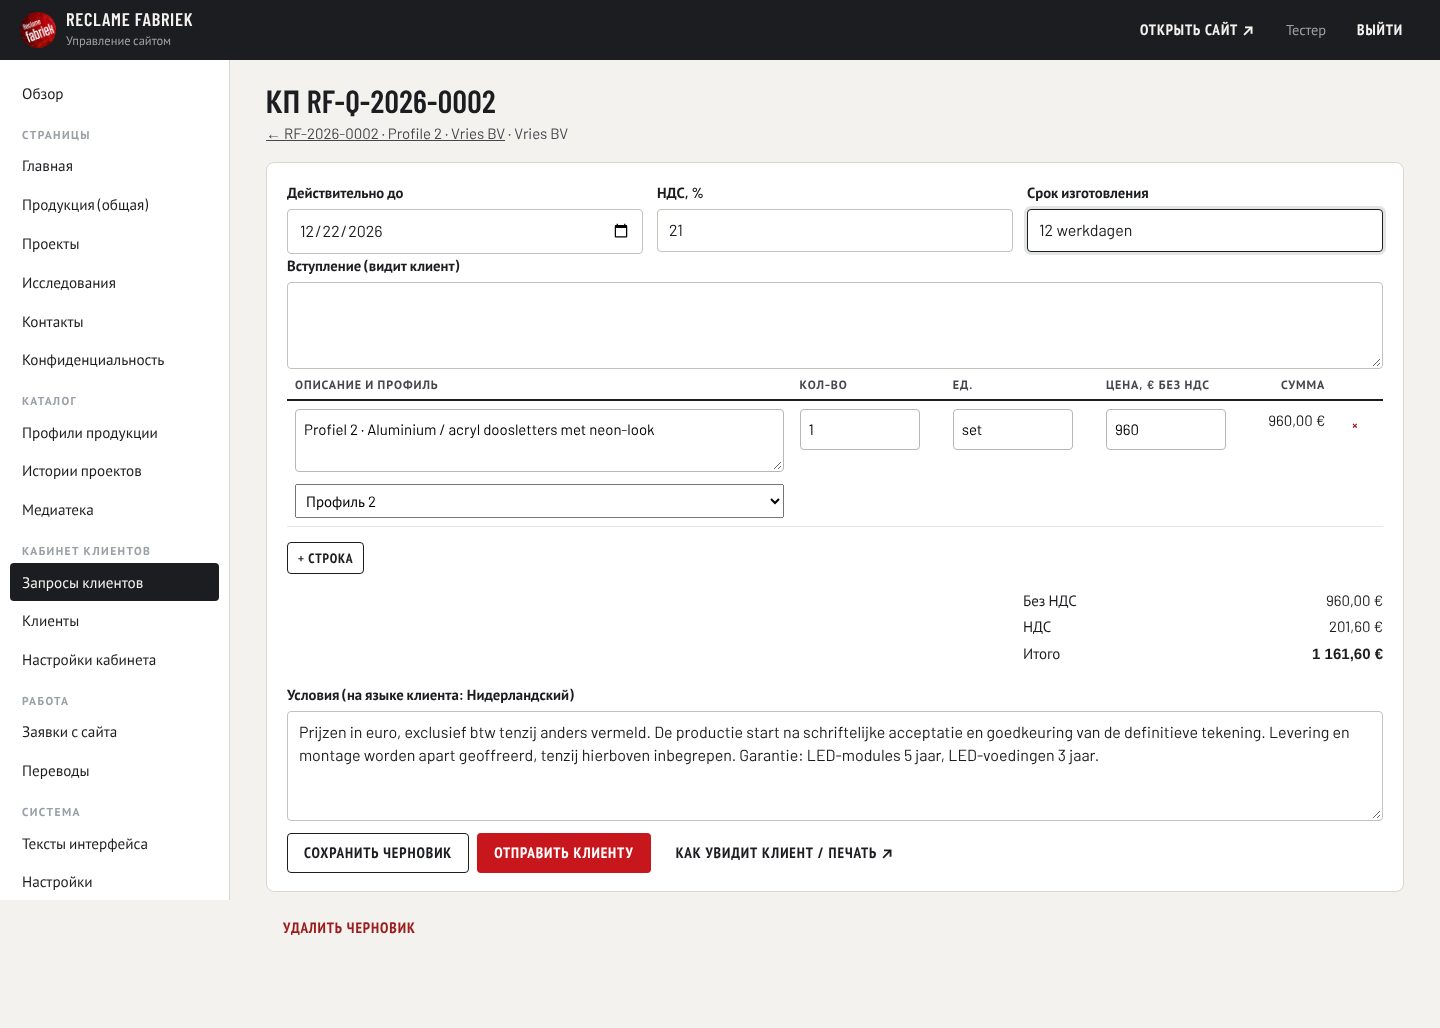 Reclame fabriek
RECLAME FABRIEK
Управление сайтом
ОТКРЫТЬ САЙТ ↗
Тестер
ВЫЙТИ
Обзор
СТРАНИЦЫ
Главная
Продукция (общая)
Проекты
Исследования
Контакты
Конфиденциальность
КАТАЛОГ
Профили продукции
Истории проектов
Медиатека
КАБИНЕТ КЛИЕНТОВ
Запросы клиентов
Клиенты
Настройки кабинета
РАБОТА
Заявки с сайта
Переводы
СИСТЕМА
Тексты интерфейса
Настройки
КП RF-Q-2026-0002
← RF-2026-0002 · Profile 2 · Vries BV · Vries BV
Действительно до
НДС, %
Срок изготовления
12/22/2026
21
12 werkdagen
Вступление (видит клиент)
ОПИСАНИЕ И ПРОФИЛЬ
КОЛ-ВО
ЕД.
ЦЕНА, € БЕЗ НДС
СУММА
Profiel 2 · Aluminium / acryl doosletters met neon-look
1
set
960
960,00 €
×
Профиль 2
+ СТРОКА
Без НДС 960,00 €
НДС 201,60 €
Итого 1 161,60 €
Условия (на языке клиента: Нидерландский)
Prijzen in euro, exclusief btw tenzij anders vermeld. De productie start na schriftelijke acceptatie en goedkeuring van de definitieve tekening. Levering en
montage worden apart geoffreerd, tenzij hierboven inbegrepen. Garantie: LED-modules 5 jaar, LED-voedingen 3 jaar.
СОХРАНИТЬ ЧЕРНОВИК
ОТПРАВИТЬ КЛИЕНТУ
КАК УВИДИТ КЛИЕНТ / ПЕЧАТЬ ↗
УДАЛИТЬ ЧЕРНОВИК